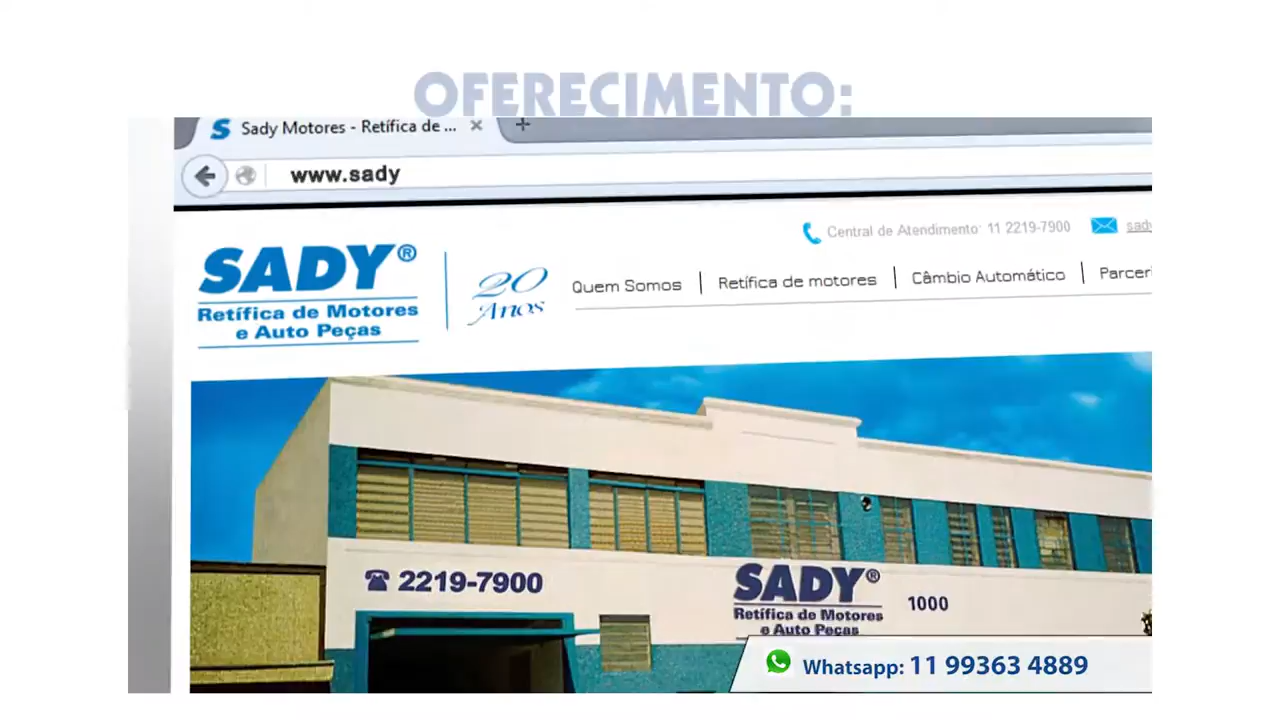 OFERECIMENTO:
Sady Motores - Retífica de ...
www.sady
Central de Atendimento: 11 2219-7900
sady
SADY®
Retífica de Motores
e Auto Peças
20
Anos
Quem Somos
Retífica de motores
Câmbio Automático
Parceri
2219-7900
SADY®
Retífica de Motores
e Auto Peças
1000
Whatsapp: 11 99363 4889